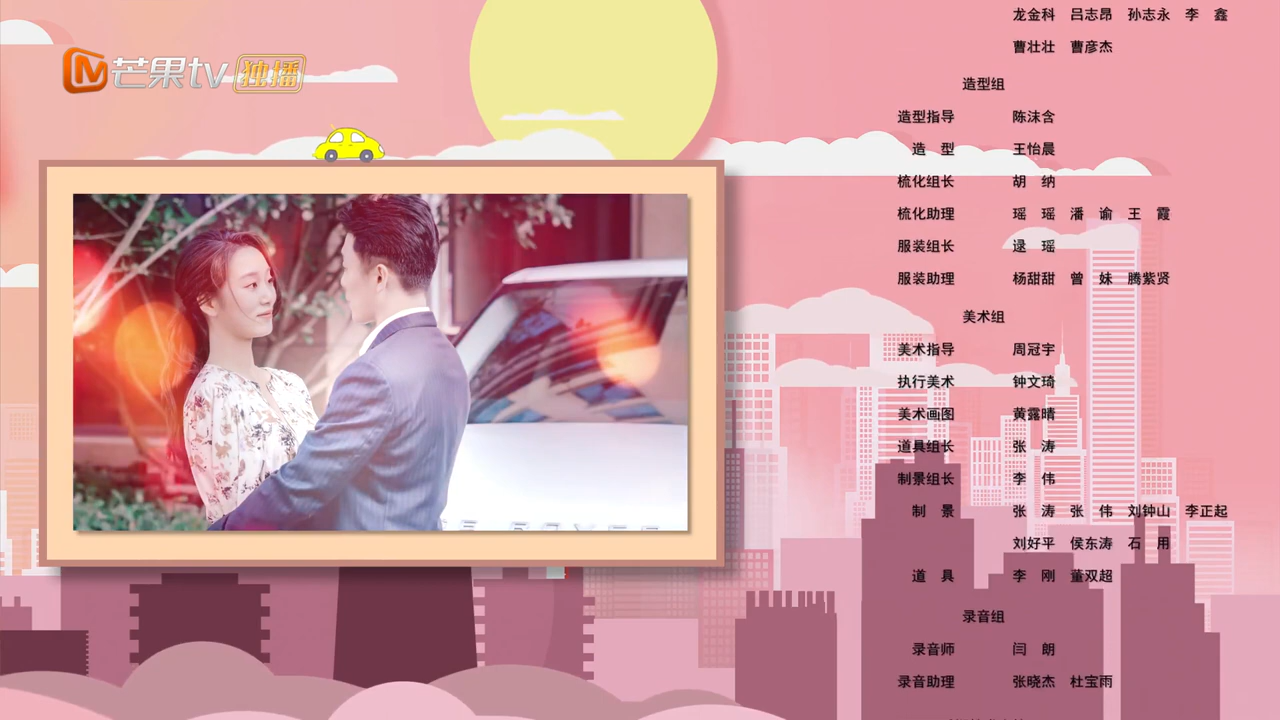 芒果tv 独播
龙金科 吕志昂 孙志永 李 鑫
曹壮壮 曹彦杰
造型组
造型指导 陈沫含
造 型 王怡晨
梳化组长 胡 纳
梳化助理 瑶 瑶 潘 谕 王 霞
服装组长 逯 瑶
服装助理 杨甜甜 曾 妹 腾紫贤
美术组
美术指导 周冠宇
执行美术 钟文琦
美术画图 黄露晴
道具组长 张 涛
制景组长 李 伟
制 景 张 涛 张 伟 刘钟山 李正起
刘好平 侯东涛 石 用
道 具 李 刚 董双超
录音组
录音师 闫 朗
录音助理 张晓杰 杜宝雨